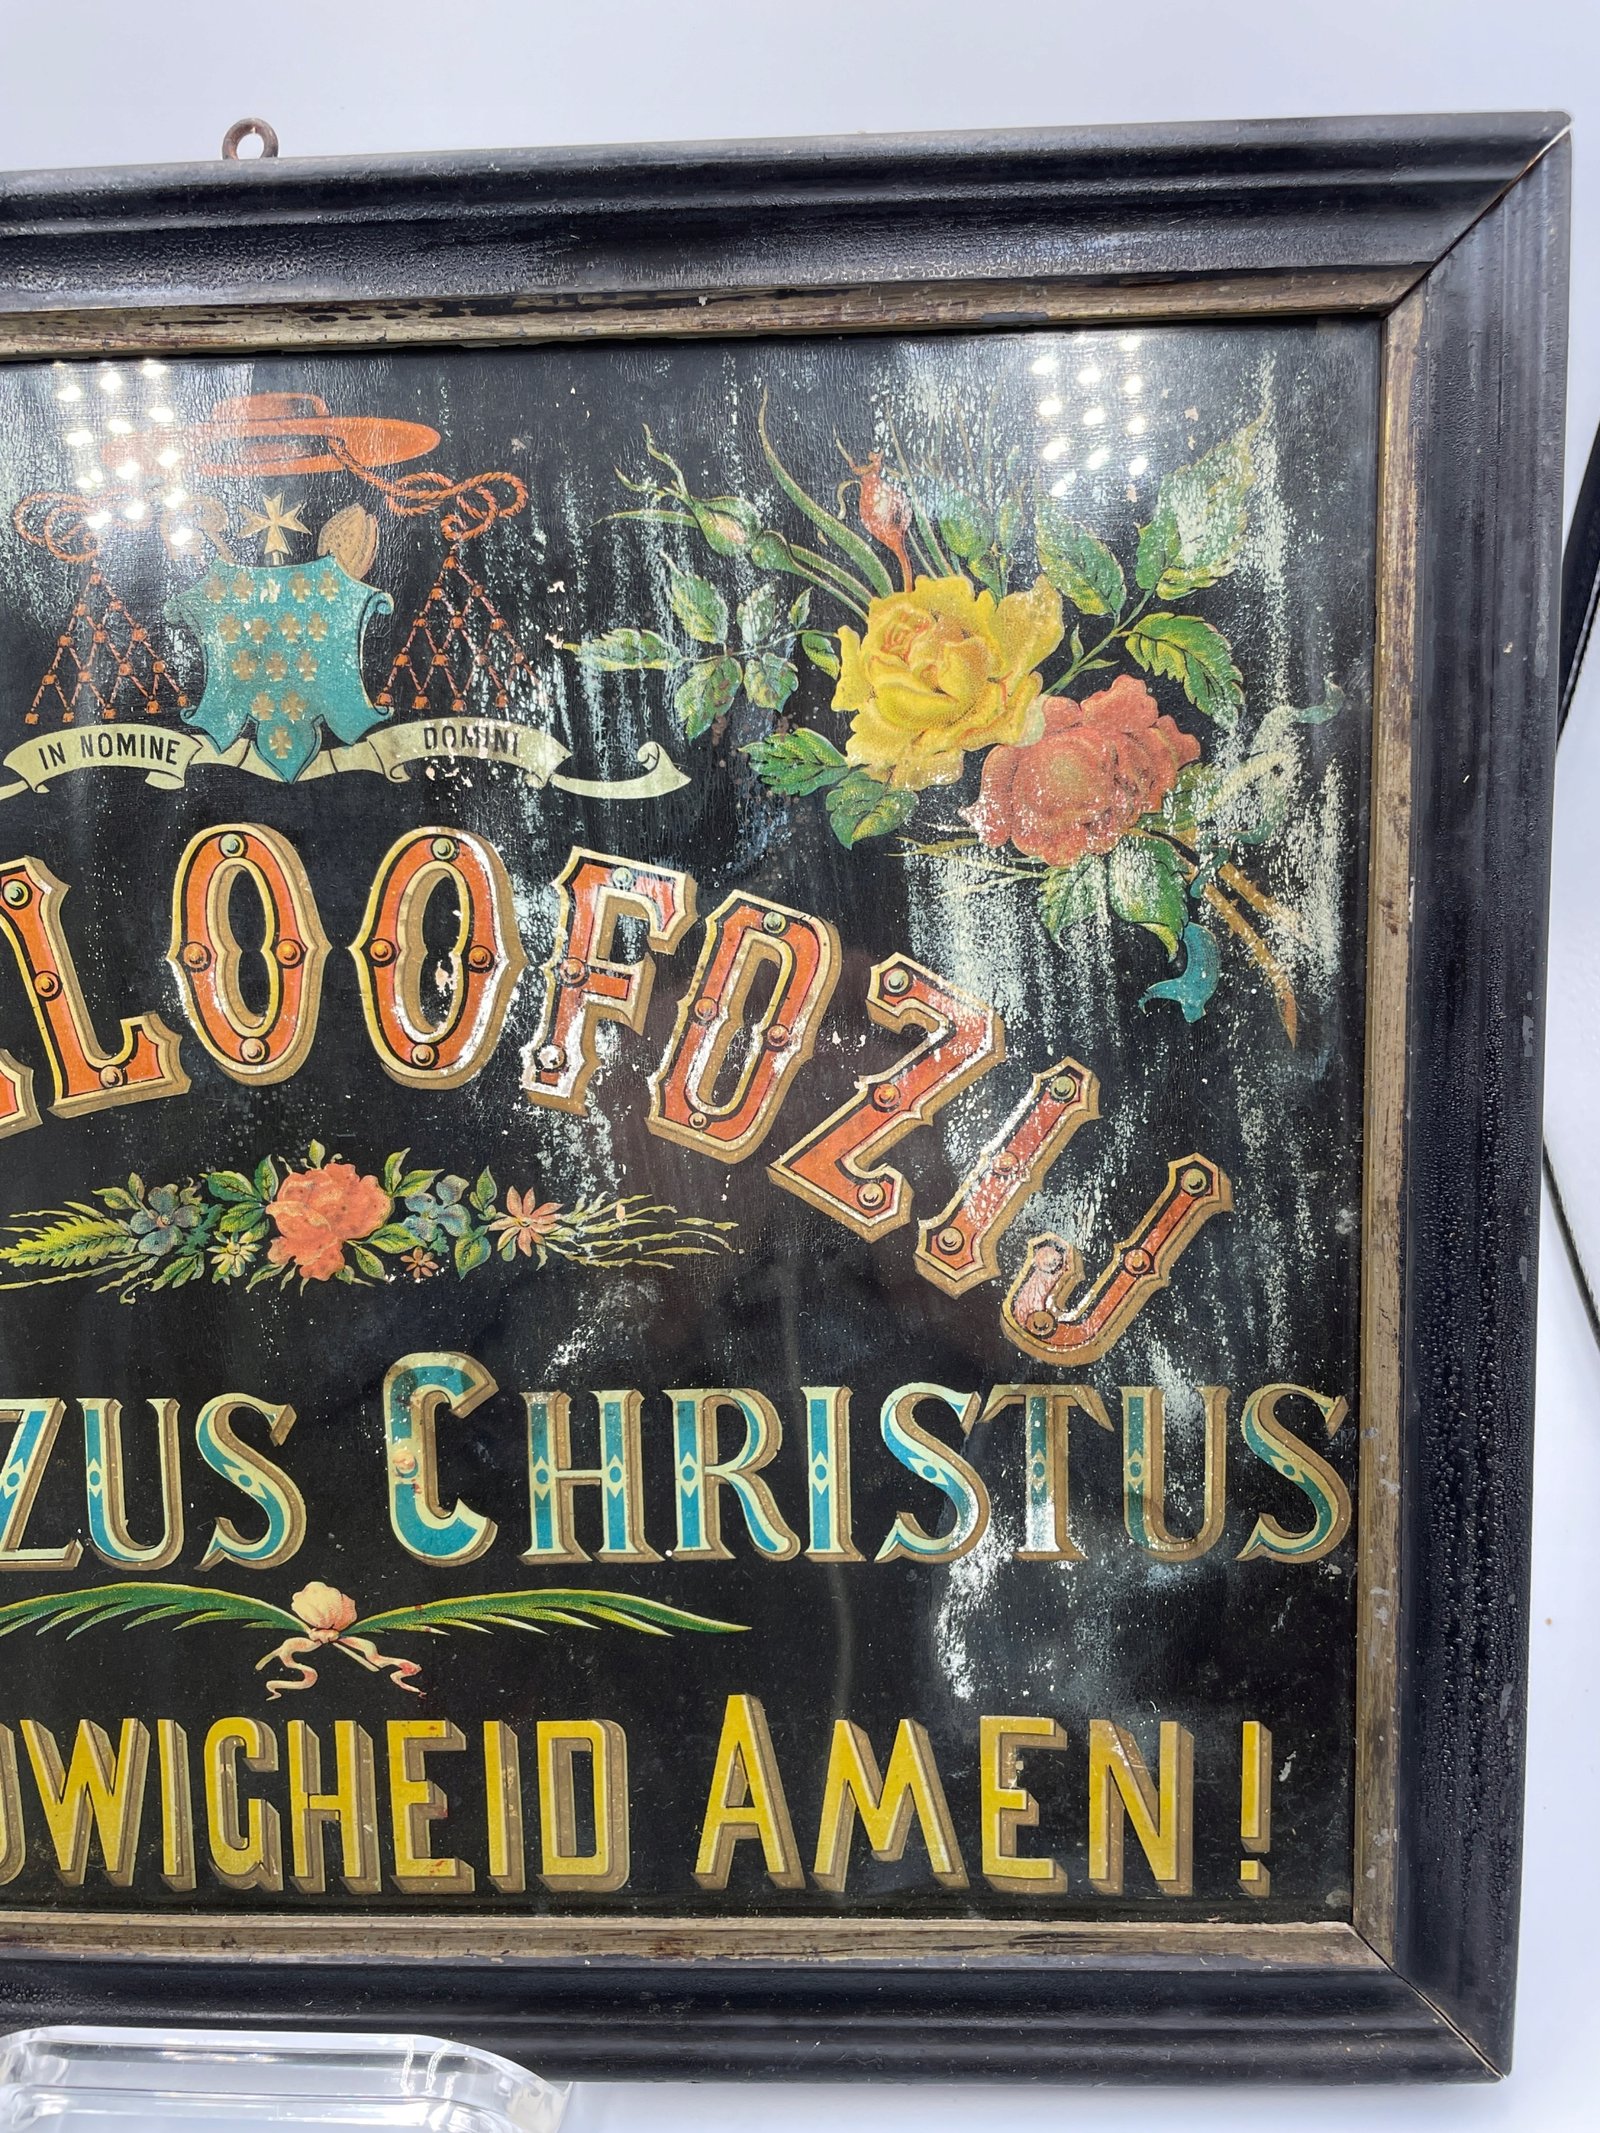 IN NOMINE DOMINI
LOOFDZIJ
ZUS CHRISTUS
WIGHEID AMEN!